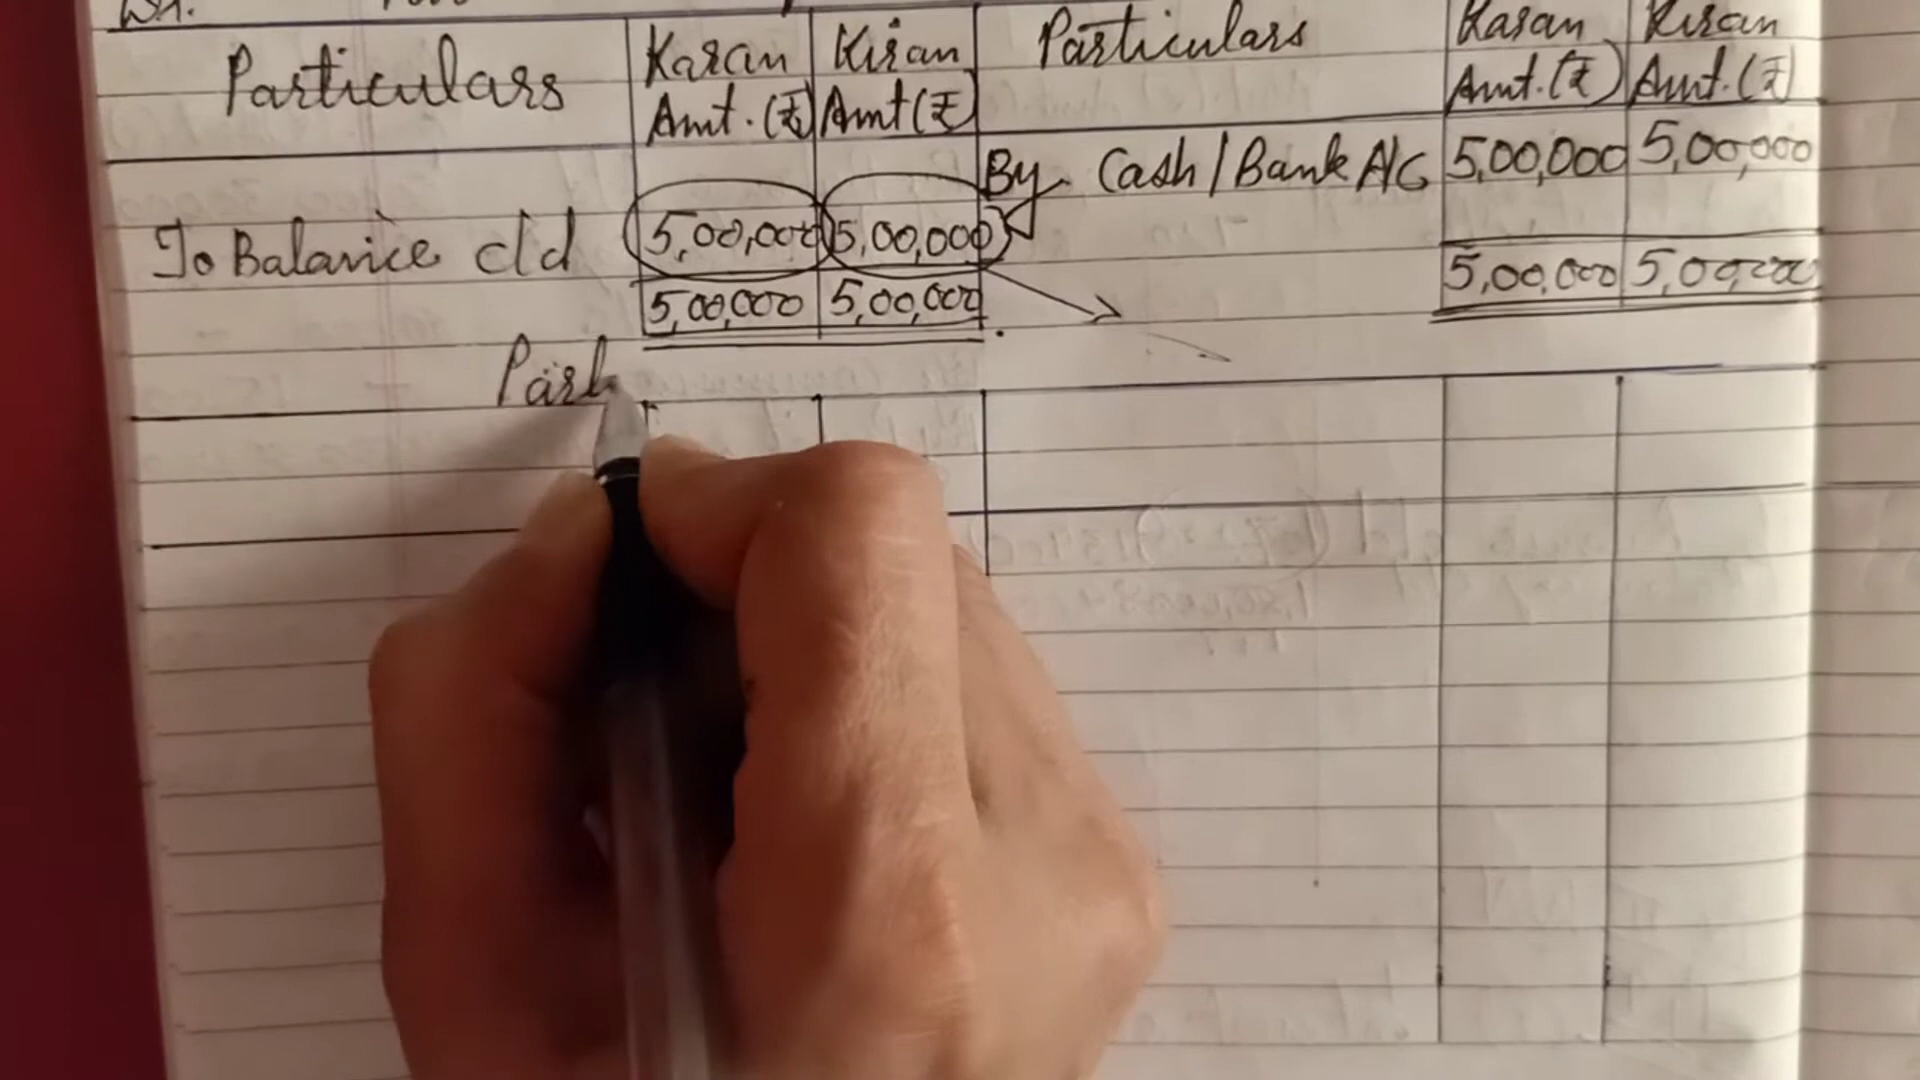 Dr.
Particulars Karan Amt.(₹) Kiran Amt(₹) Particulars Karan Amt.(₹) Kiran Amt.(₹)
By Cash/Bank A/C 5,00,000 5,00,000
To Balance c/d 5,00,000 5,00,000
5,00,000 5,00,000 5,00,000 5,00,000